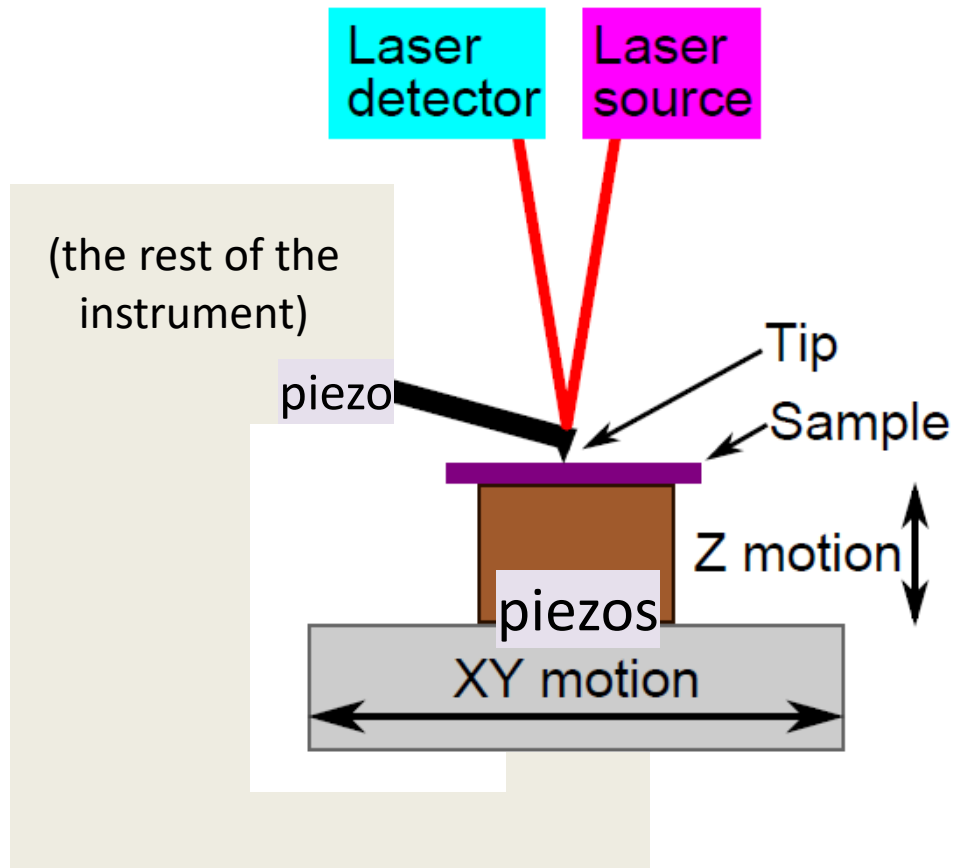 Laser
detector
Laser
source
(the rest of the
instrument)
piezo
Tip
Sample
Z motion
piezos
XY motion